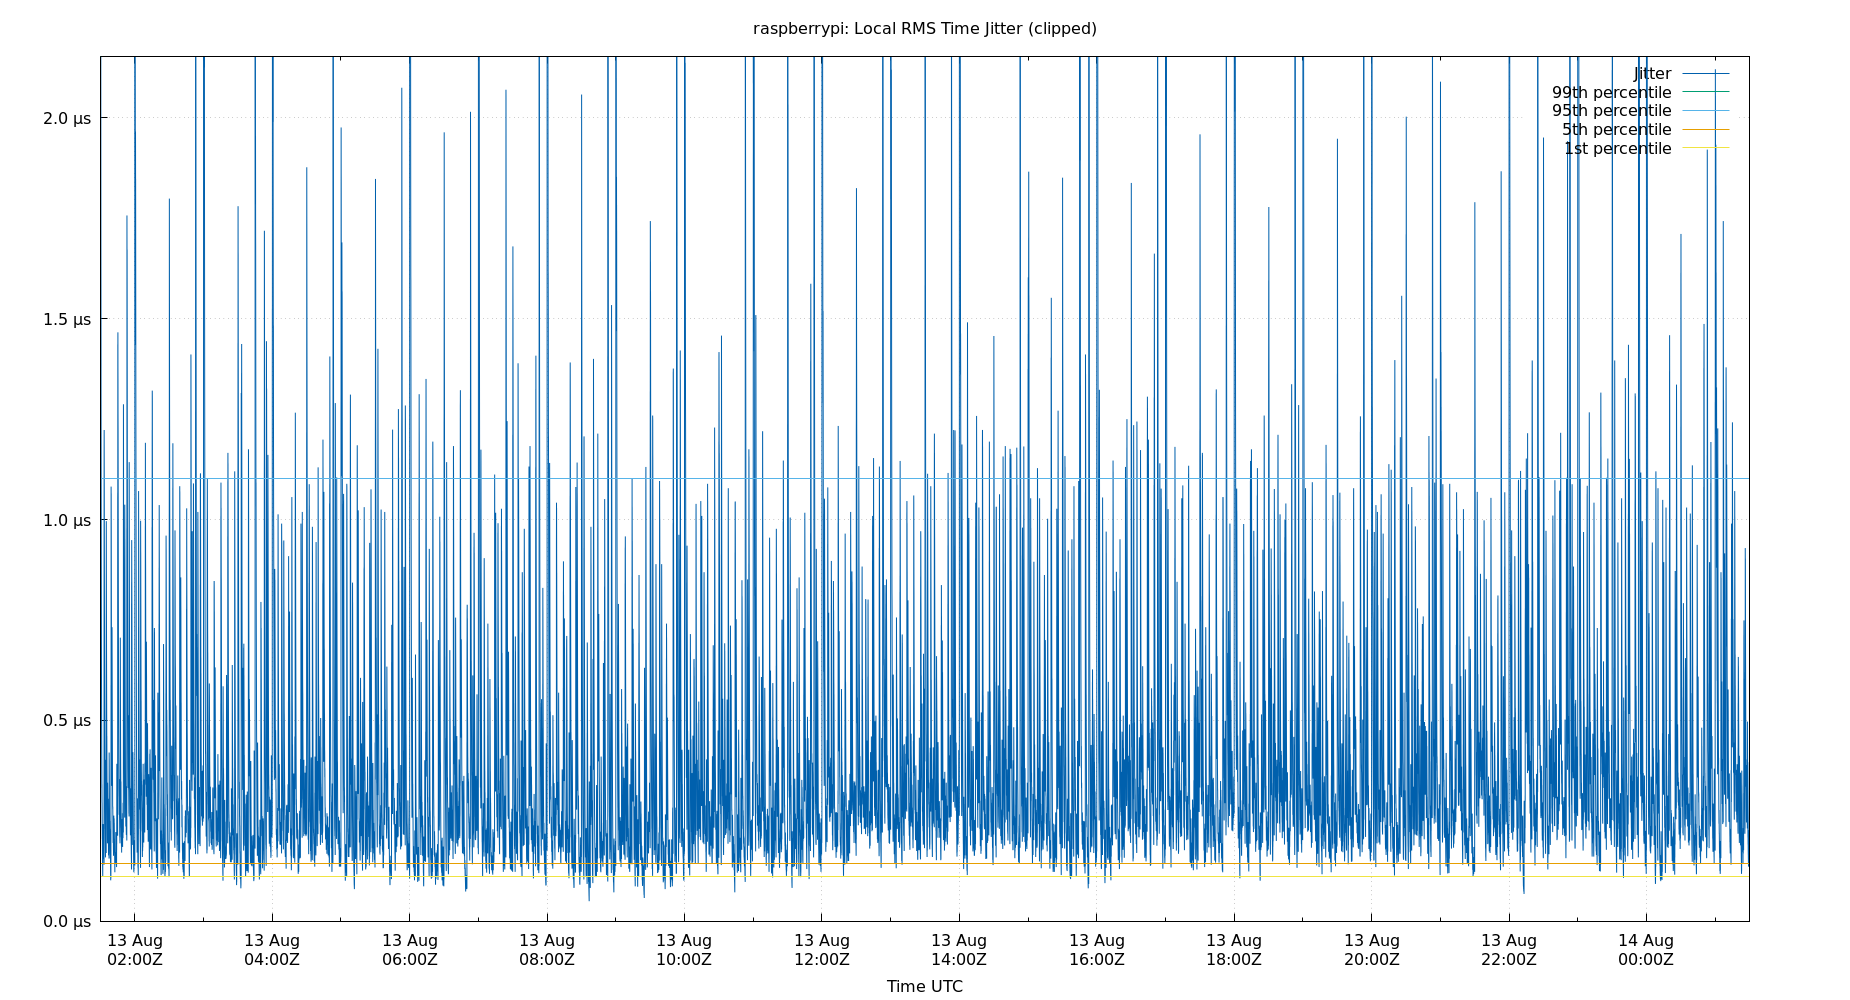 raspberrypi: Local RMS Time Jitter (clipped)
Jitter
99th percentile
95th percentile
5th percentile
1st percentile
2.0 µs
1.5 µs
1.0 µs
0.5 µs
0.0 µs
13 Aug 13 Aug 13 Aug 13 Aug 13 Aug 13 Aug 13 Aug 13 Aug 13 Aug 13 Aug 13 Aug 14 Aug
02:00Z 04:00Z 06:00Z 08:00Z 10:00Z 12:00Z 14:00Z 16:00Z 18:00Z 20:00Z 22:00Z 00:00Z
Time UTC